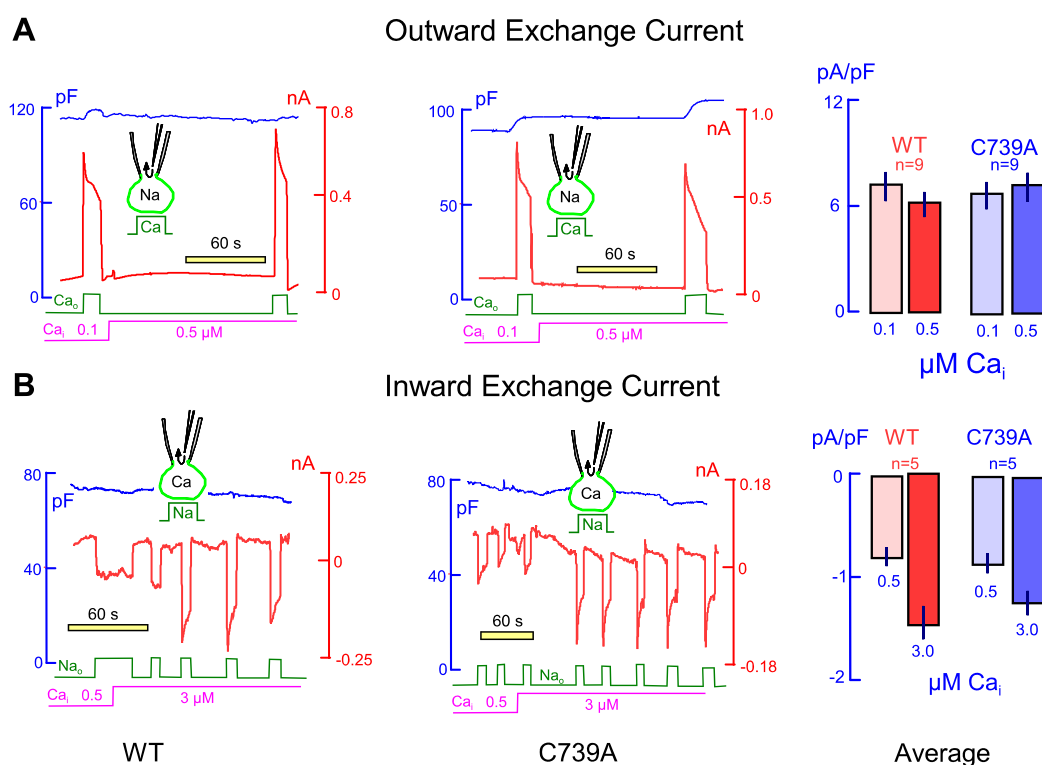 A
Outward Exchange Current
pF
120
60
0
nA
0.8
0.4
0
Na
Ca
60 s
Cao
Cai 0.1 0.5 µM
pF
100
50
0
nA
1.0
0.5
0
Na
Ca
60 s
Cao
Cai 0.1 0.5 µM
pA/pF
12
6
0
WT
n=9
C739A
n=9
0.1 0.5 0.1 0.5
µM Cai
B
Inward Exchange Current
80
pF
40
0
nA
0.25
0
-0.25
Ca
Na
60 s
Nao
Cai 0.5 3 µM
80
pF
40
0
nA
0.18
0
-0.18
Ca
Na
60 s
Nao
Cai 0.5 3 µM
pA/pF
0
-1
-2
WT
n=5
C739A
n=5
0.5
3.0
0.5
3.0
µM Cai
WT
C739A
Average